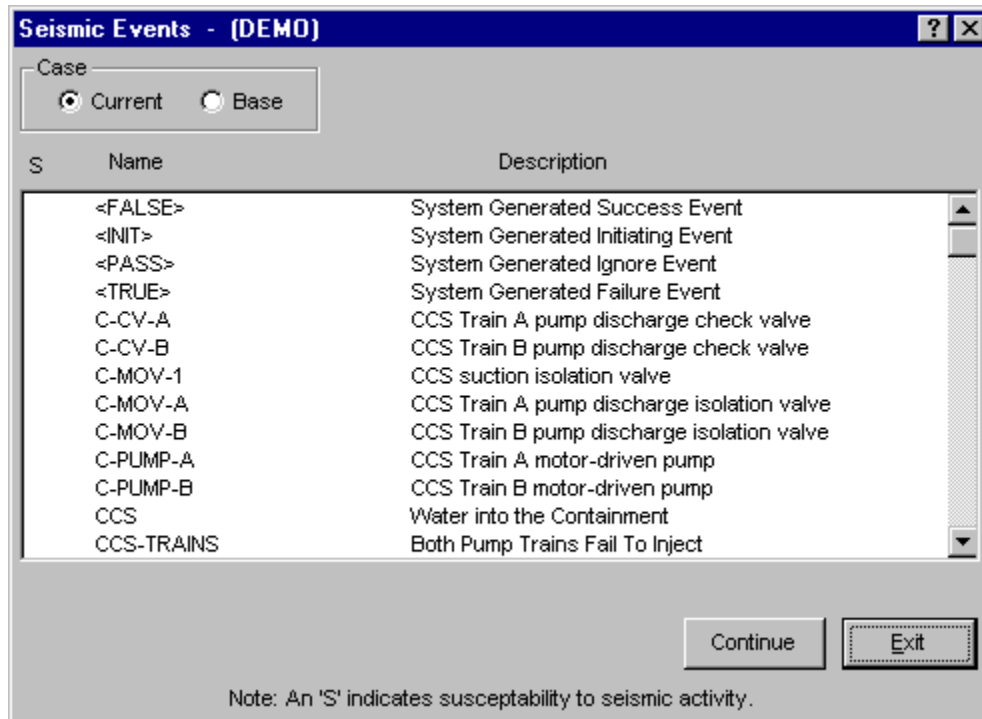 Seismic Events - (DEMO)
Case
Current Base
S Name Description
<FALSE> System Generated Success Event
<INIT> System Generated Initiating Event
<PASS> System Generated Ignore Event
<TRUE> System Generated Failure Event
C-CV-A CCS Train A pump discharge check valve
C-CV-B CCS Train B pump discharge check valve
C-MOV-1 CCS suction isolation valve
C-MOV-A CCS Train A pump discharge isolation valve
C-MOV-B CCS Train B pump discharge isolation valve
C-PUMP-A CCS Train A motor-driven pump
C-PUMP-B CCS Train B motor-driven pump
CCS Water into the Containment
CCS-TRAINS Both Pump Trains Fail To Inject
Continue Exit
Note: An 'S' indicates susceptability to seismic activity.